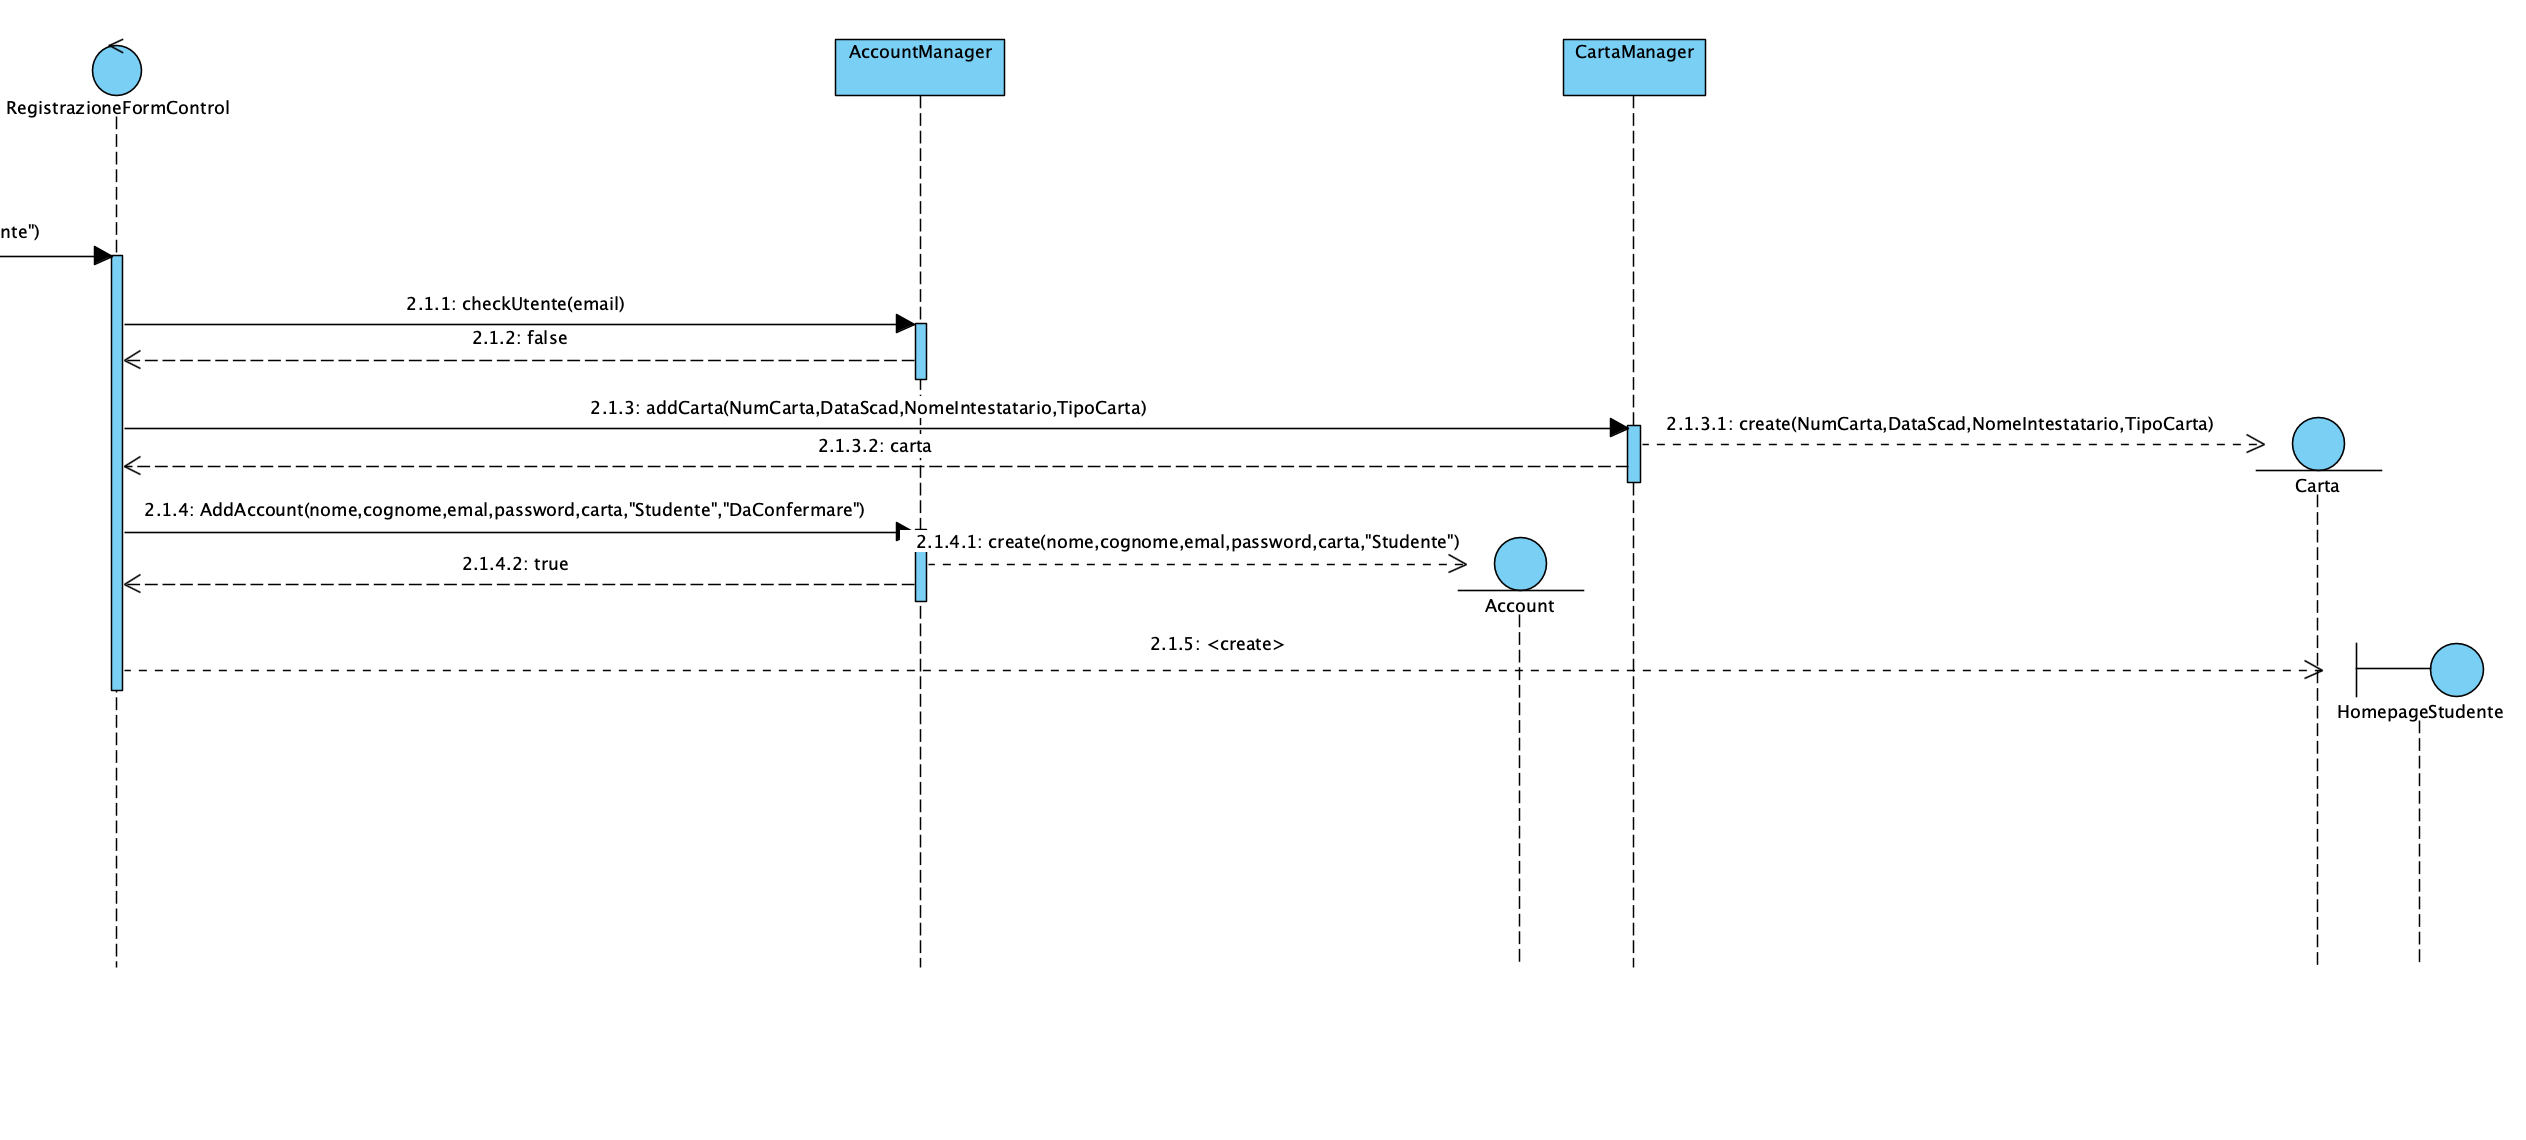 AccountManager
CartaManager
RegistrazioneFormControl
nte")
2.1.1: checkUtente(email)
2.1.2: false
2.1.3: addCarta(NumCarta,DataScad,NomeIntestatario,TipoCarta)
2.1.3.1: create(NumCarta,DataScad,NomeIntestatario,TipoCarta)
2.1.3.2: carta
Carta
2.1.4: AddAccount(nome,cognome,emal,password,carta,"Studente","DaConfermare")
2.1.4.1: create(nome,cognome,emal,password,carta,"Studente")
2.1.4.2: true
Account
2.1.5: <create>
HomepageStudente